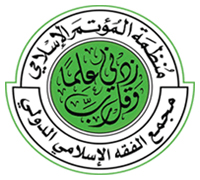 منظمة المؤتمر الإسلامي
وقل رب
زدني علما
مجمع الفقه الإسلامي الدولي